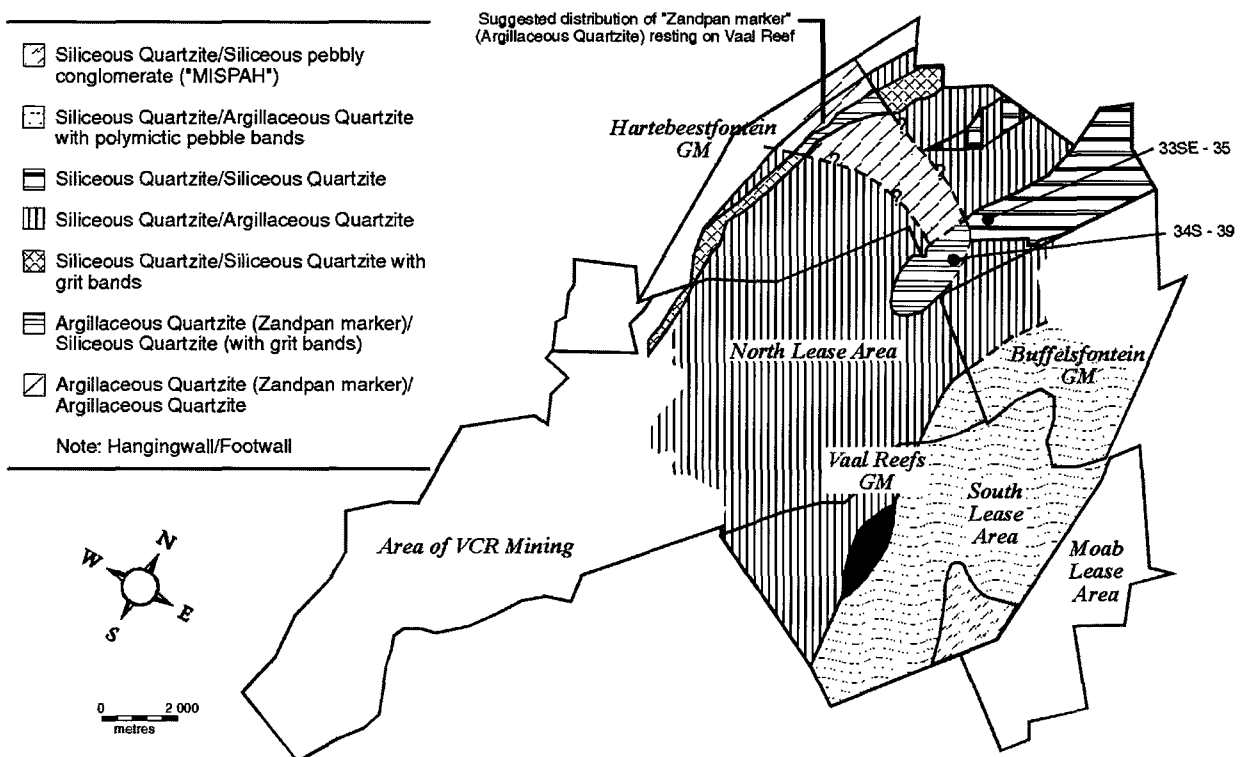 Suggested distribution of "Zandpan marker"
(Argillaceous Quartzite) resting on Vaal Reef
Siliceous Quartzite/Siliceous pebbly
conglomerate ("MISPAH")
Siliceous Quartzite/Argillaceous Quartzite
with polymictic pebble bands
Siliceous Quartzite/Siliceous Quartzite
Siliceous Quartzite/Argillaceous Quartzite
Siliceous Quartzite/Siliceous Quartzite with
grit bands
Argillaceous Quartzite (Zandpan marker)/
Siliceous Quartzite (with grit bands)
Argillaceous Quartzite (Zandpan marker)/
Argillaceous Quartzite
Note: Hangingwall/Footwall
Hartebeestfontein
GM
33SE - 35
34S - 39
?
?
?
?
North Lease Area
Buffelsfontein
GM
Vaal Reefs
GM
South
Lease
Area
Moab
Lease
Area
Area of VCR Mining
N
W
E
S
0 2 000
metres